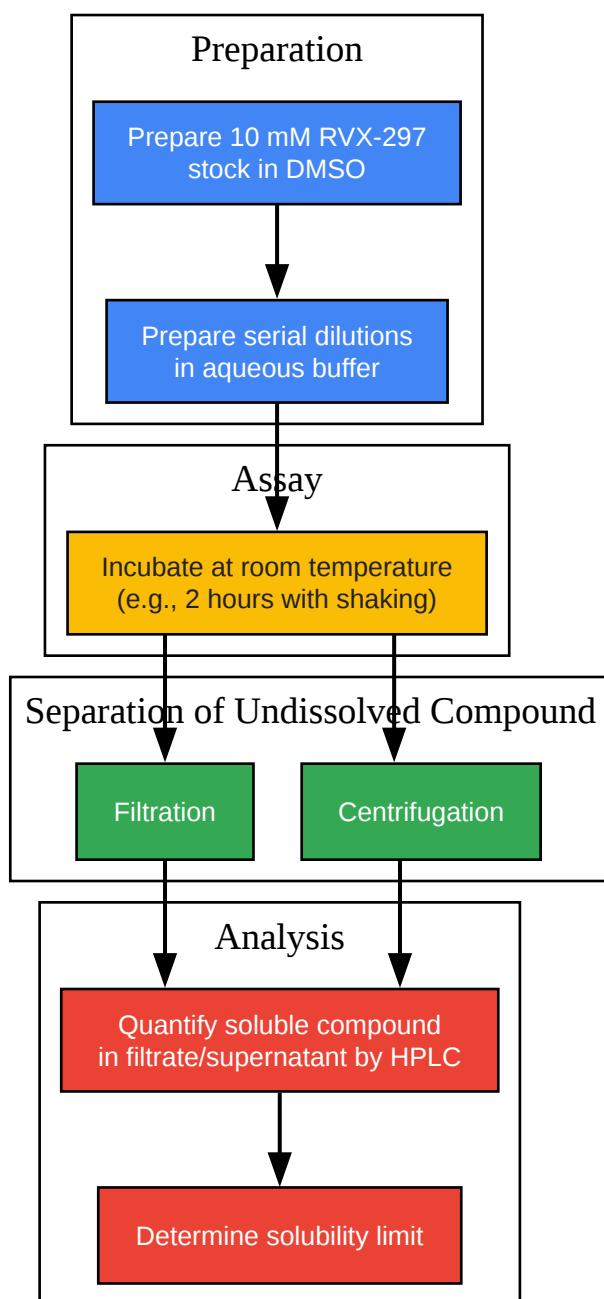 Preparation
Prepare 10 mM RVX-297
stock in DMSO
Prepare serial dilutions
in aqueous buffer
Assay
Incubate at room temperature
(e.g., 2 hours with shaking)
Separation of Undissolved Compound
Filtration
Centrifugation
Analysis
Quantify soluble compound
in filtrate/supernatant by HPLC
Determine solubility limit